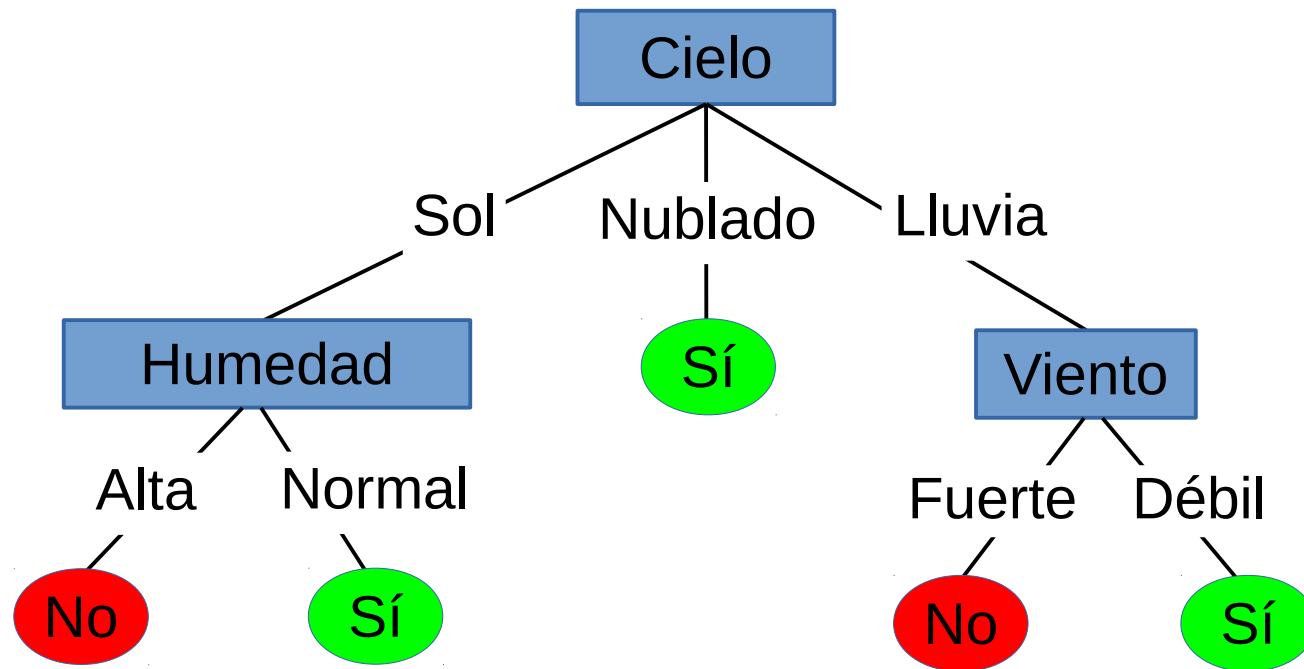 Cielo
Sol Nublado Lluvia
Humedad Sí Viento
Alta Normal Fuerte Débil
No Sí No Sí